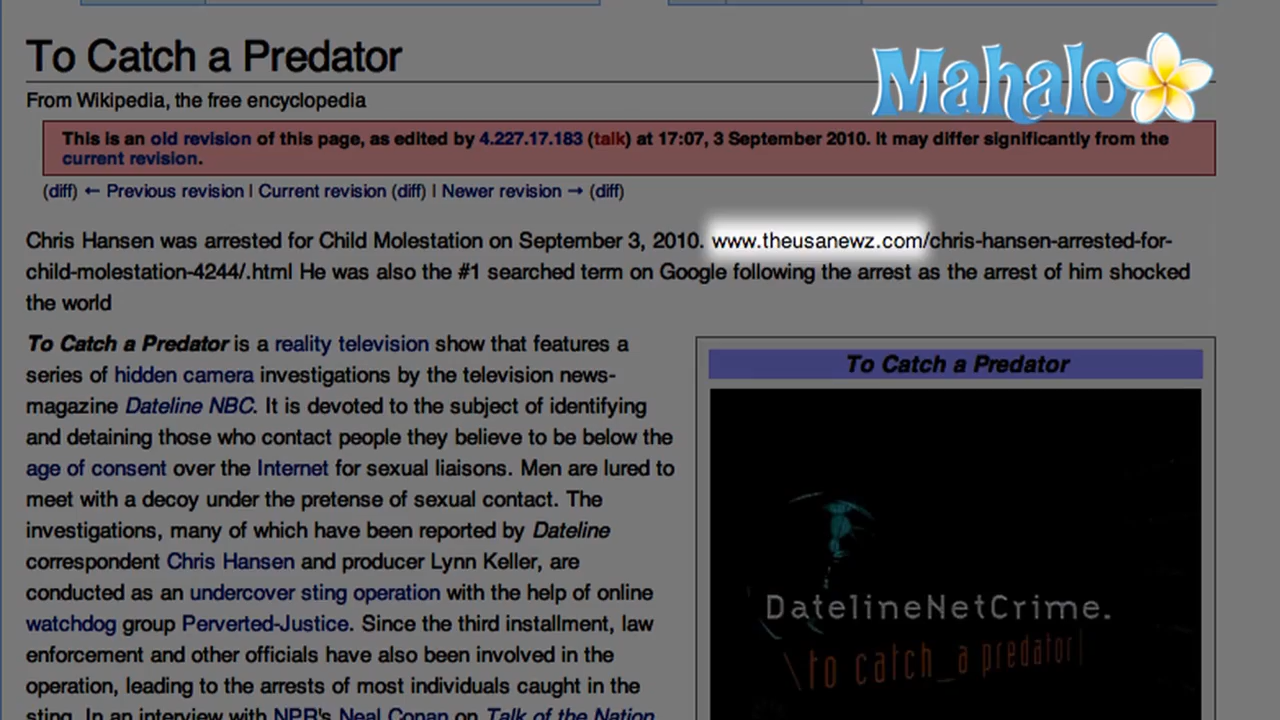 To Catch a Predator
Mahalo
From Wikipedia, the free encyclopedia
This is an old revision of this page, as edited by 4.227.17.183 (talk) at 17:07, 3 September 2010. It may differ significantly from the
current revision.
(diff) ← Previous revision | Current revision (diff) | Newer revision → (diff)
Chris Hansen was arrested for Child Molestation on September 3, 2010. www.theusanewz.com/chris-hansen-arrested-for-
child-molestation-4244/.html He was also the #1 searched term on Google following the arrest as the arrest of him shocked
the world
To Catch a Predator is a reality television show that features a
series of hidden camera investigations by the television news-
magazine Dateline NBC. It is devoted to the subject of identifying
and detaining those who contact people they believe to be below the
age of consent over the Internet for sexual liaisons. Men are lured to
meet with a decoy under the pretense of sexual contact. The
investigations, many of which have been reported by Dateline
correspondent Chris Hansen and producer Lynn Keller, are
conducted as an undercover sting operation with the help of online
watchdog group Perverted-Justice. Since the third installment, law
enforcement and other officials have also been involved in the
operation, leading to the arrests of most individuals caught in the
sting. In an interview with NPR's Neal Conan on Talk of the Nation
To Catch a Predator
DatelineNetCrime.
\to catch_a predator|